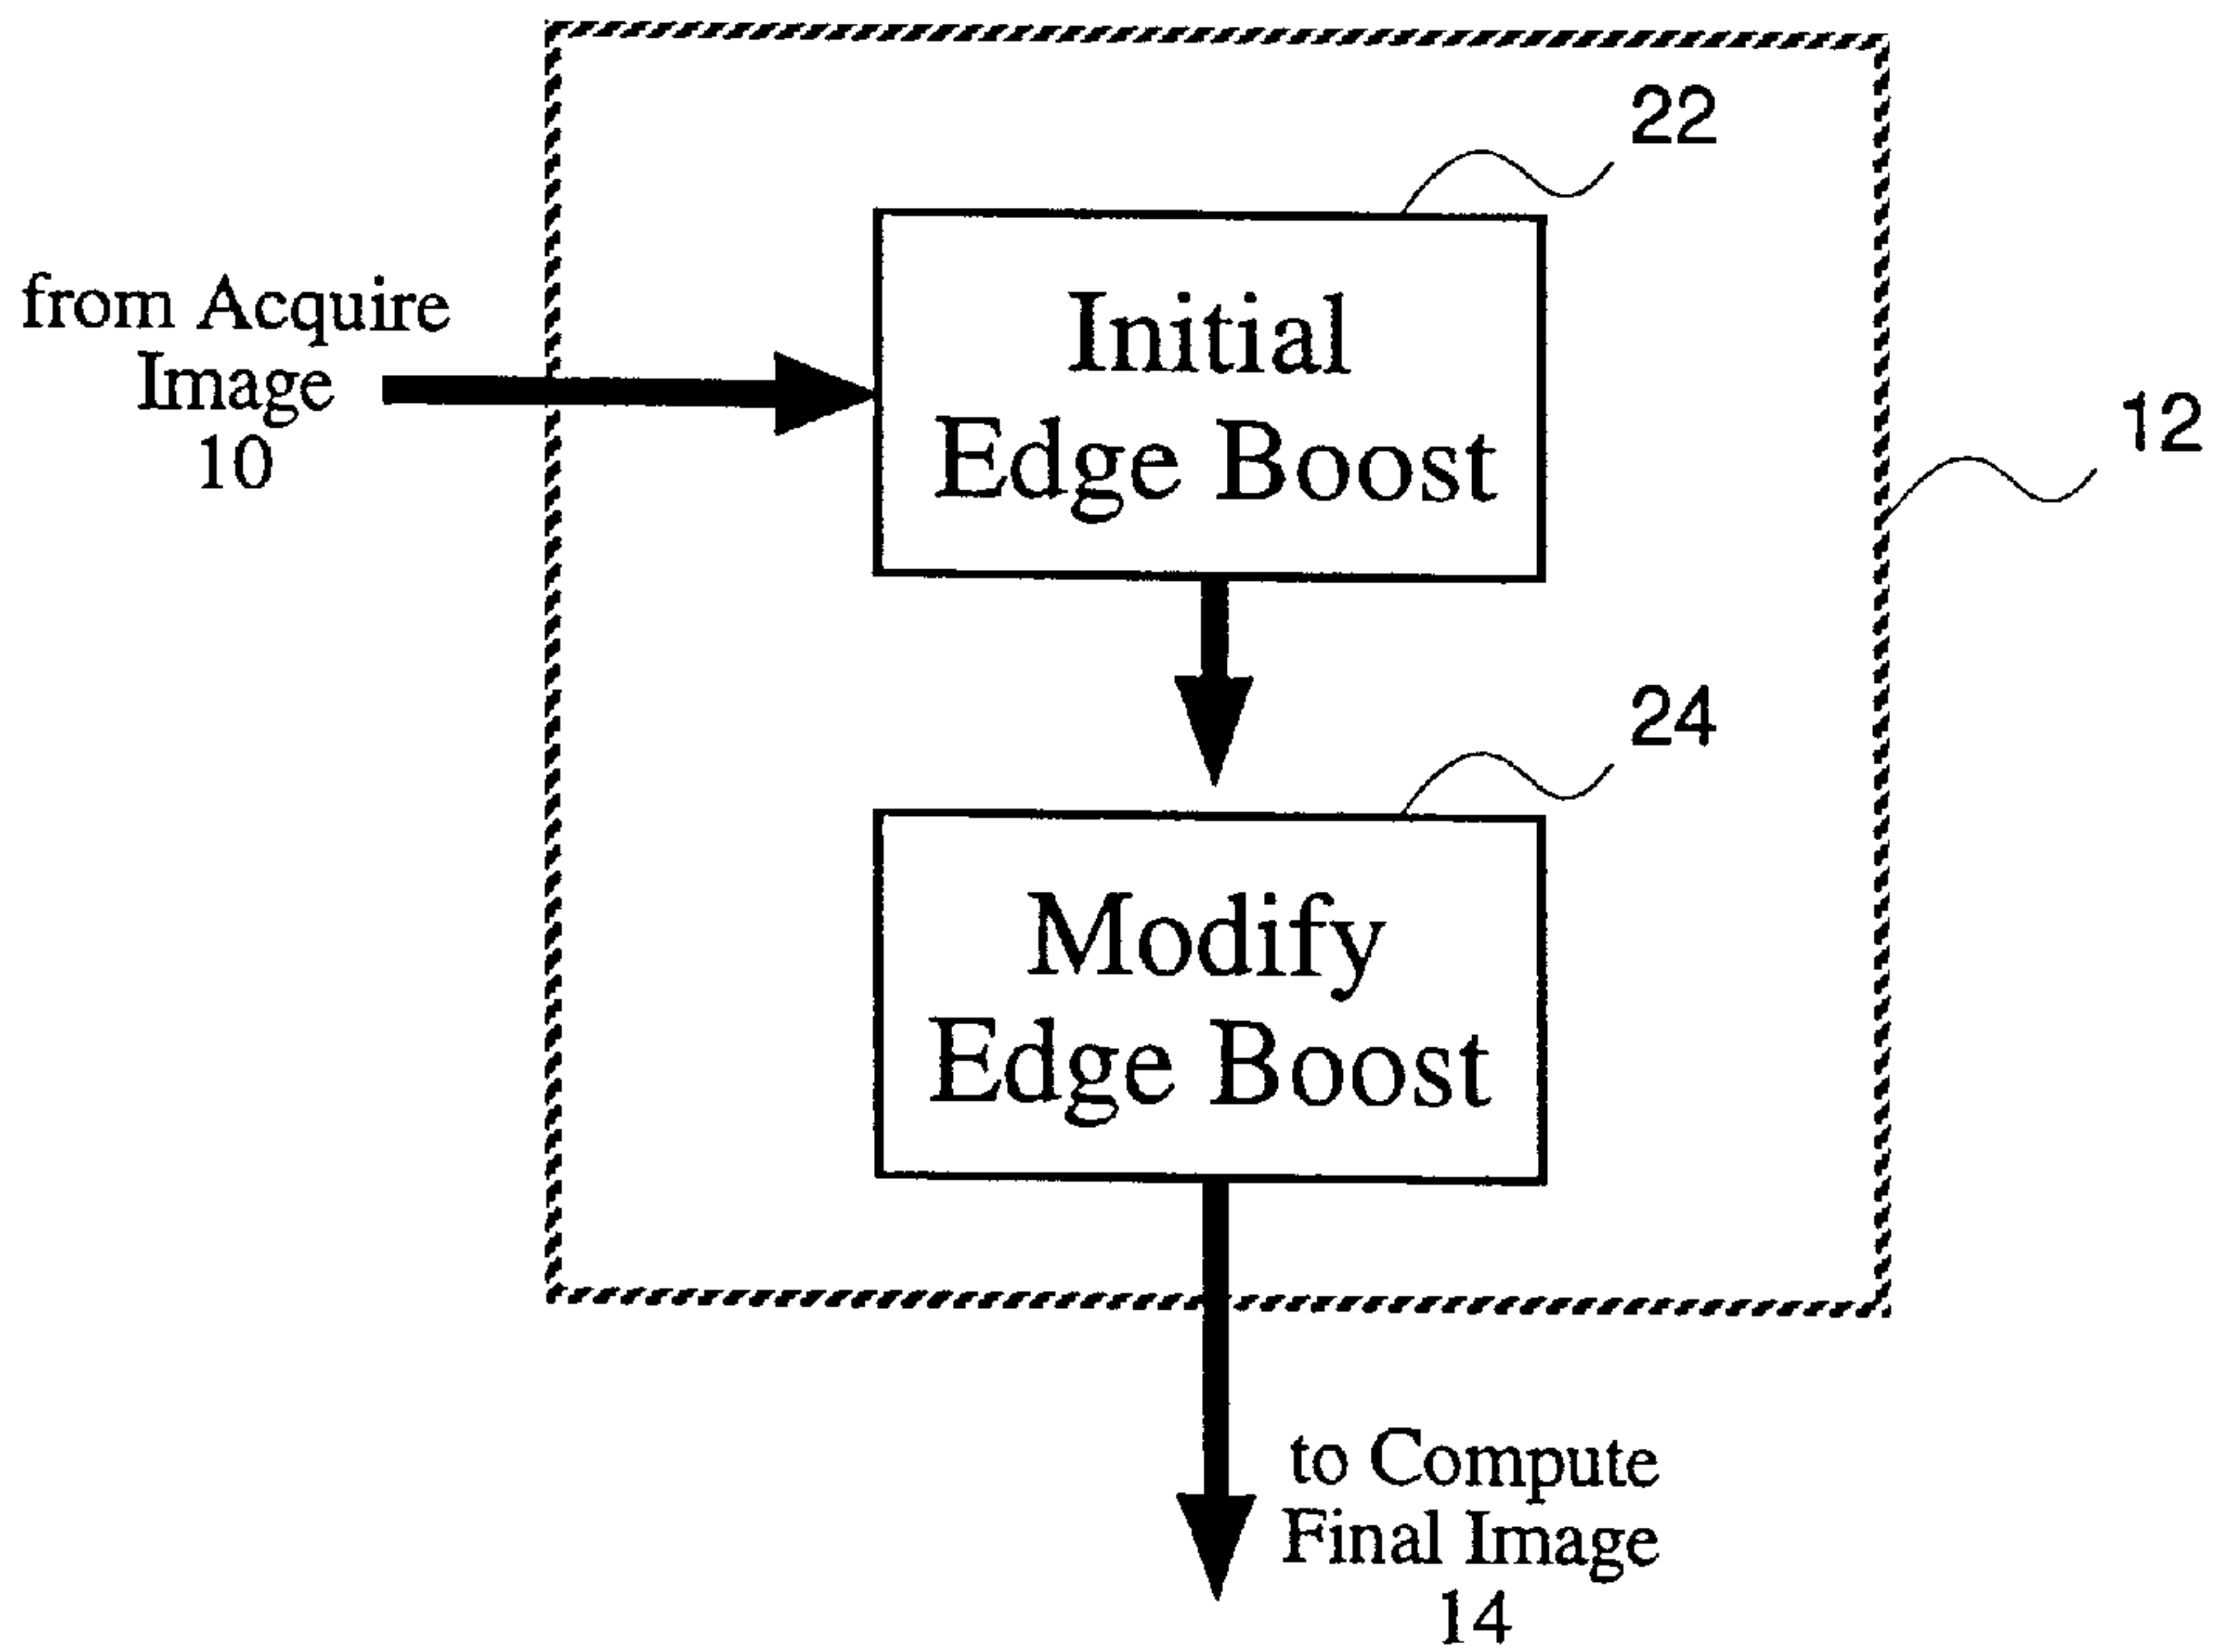 22
from Acquire
Image
10
Initial
Edge Boost
12
24
Modify
Edge Boost
to Compute
Final Image
14